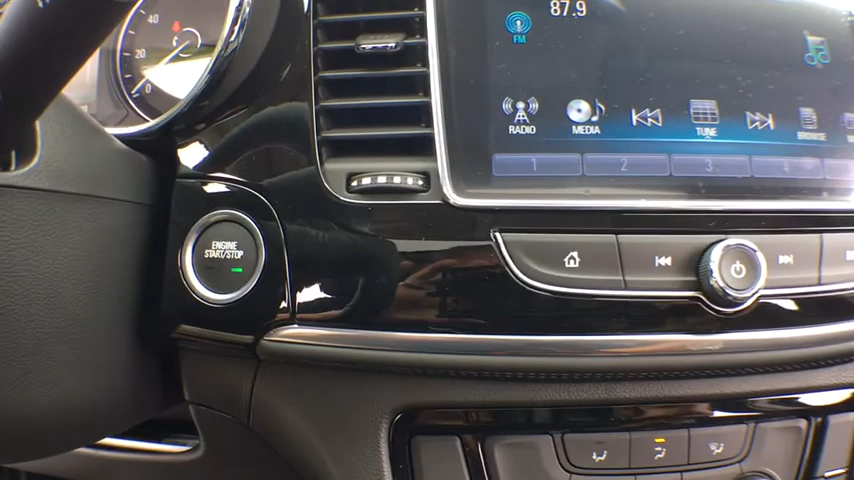 87.9
FM
40
20
0
RADIO
MEDIA
TUNE
BROWSE
1
2
3
4
ENGINE
START/STOP